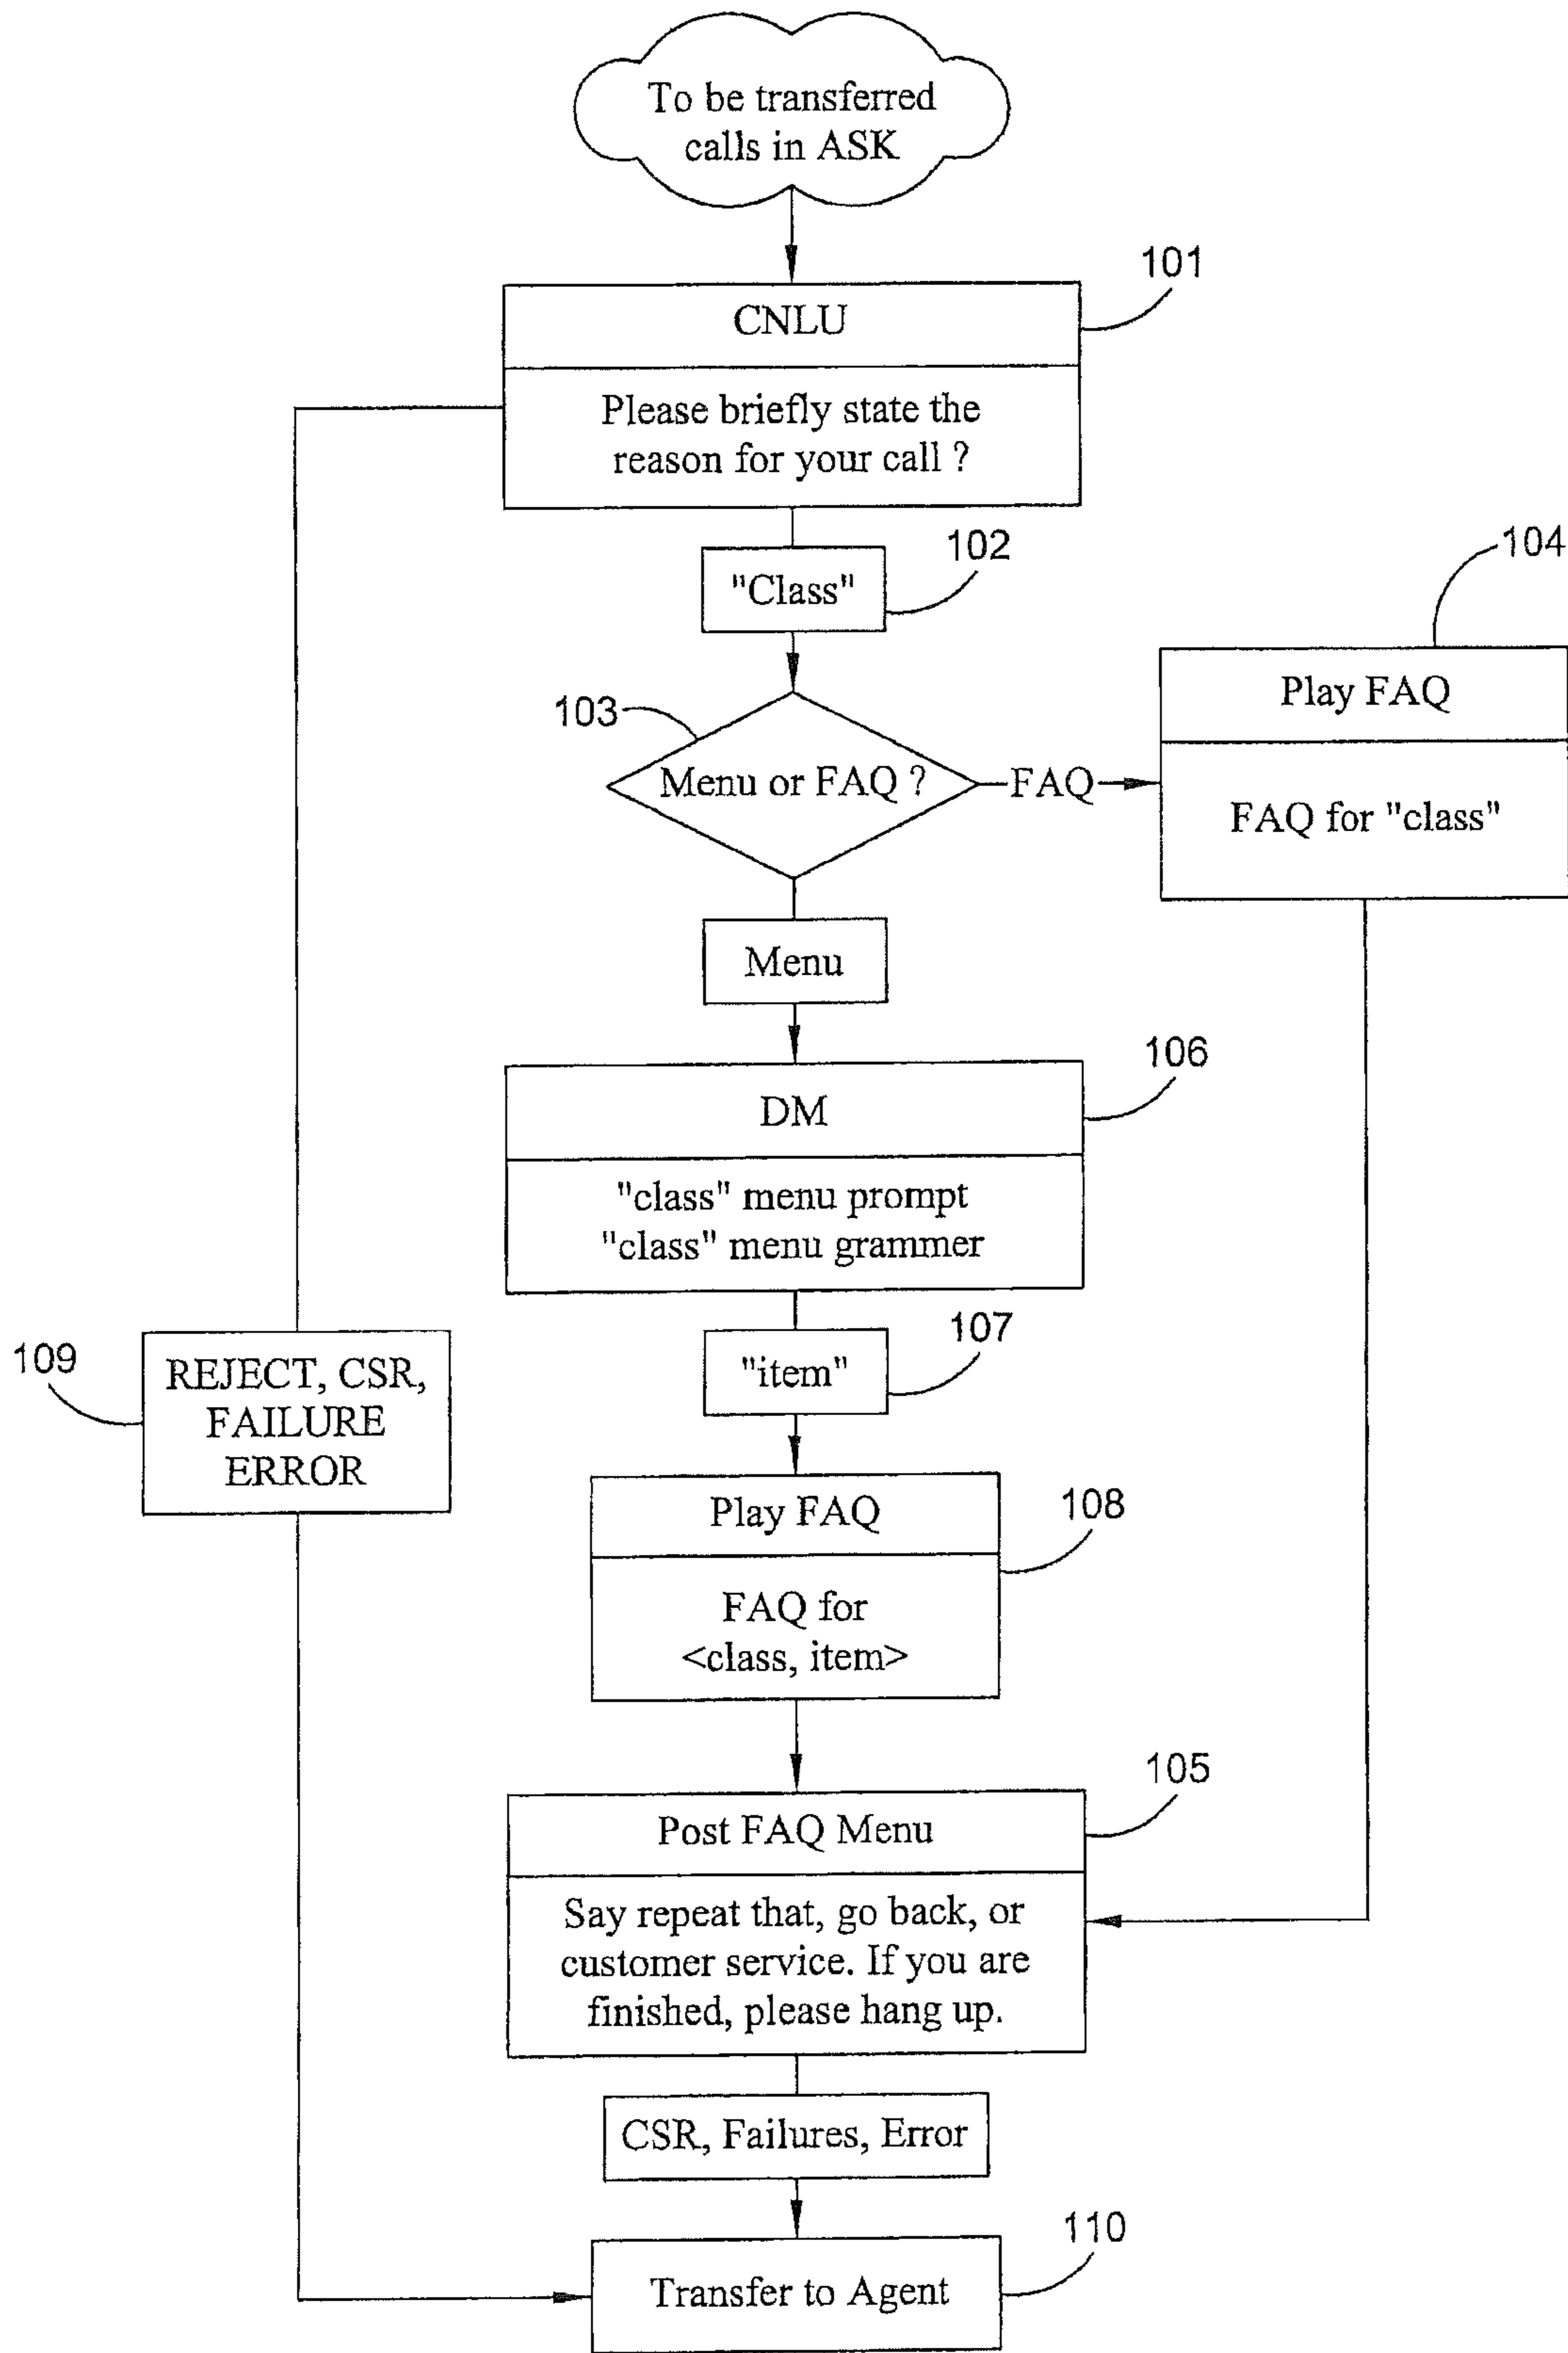 To be transferred
calls in ASK
101
CNLU
Please briefly state the
reason for your call ?
102
"Class"
104
Play FAQ
FAQ for "class"
103
Menu or FAQ ?
FAQ
Menu
106
DM
"class" menu prompt
"class" menu grammer
107
"item"
109
REJECT, CSR,
FAILURE
ERROR
Play FAQ
108
FAQ for
<class, item>
105
Post FAQ Menu
Say repeat that, go back, or
customer service. If you are
finished, please hang up.
CSR, Failures, Error
110
Transfer to Agent